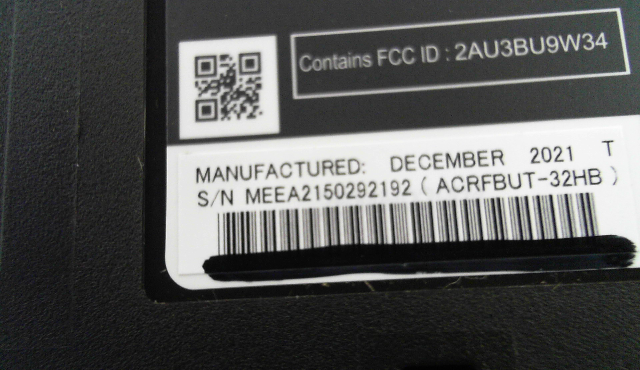 Contains FCC ID : 2AU3BU9W34
MANUFACTURED: DECEMBER 2021 T
S/N MEEA2150292192 ( ACRFBUT-32HB )